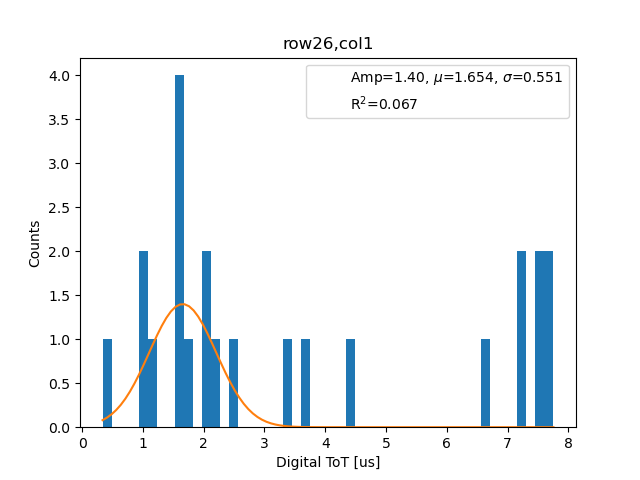 row26,col1
Amp=1.40, μ=1.654, σ=0.551
R²=0.067
Counts
4.0
3.5
3.0
2.5
2.0
1.5
1.0
0.5
0.0
0 1 2 3 4 5 6 7 8
Digital ToT [us]